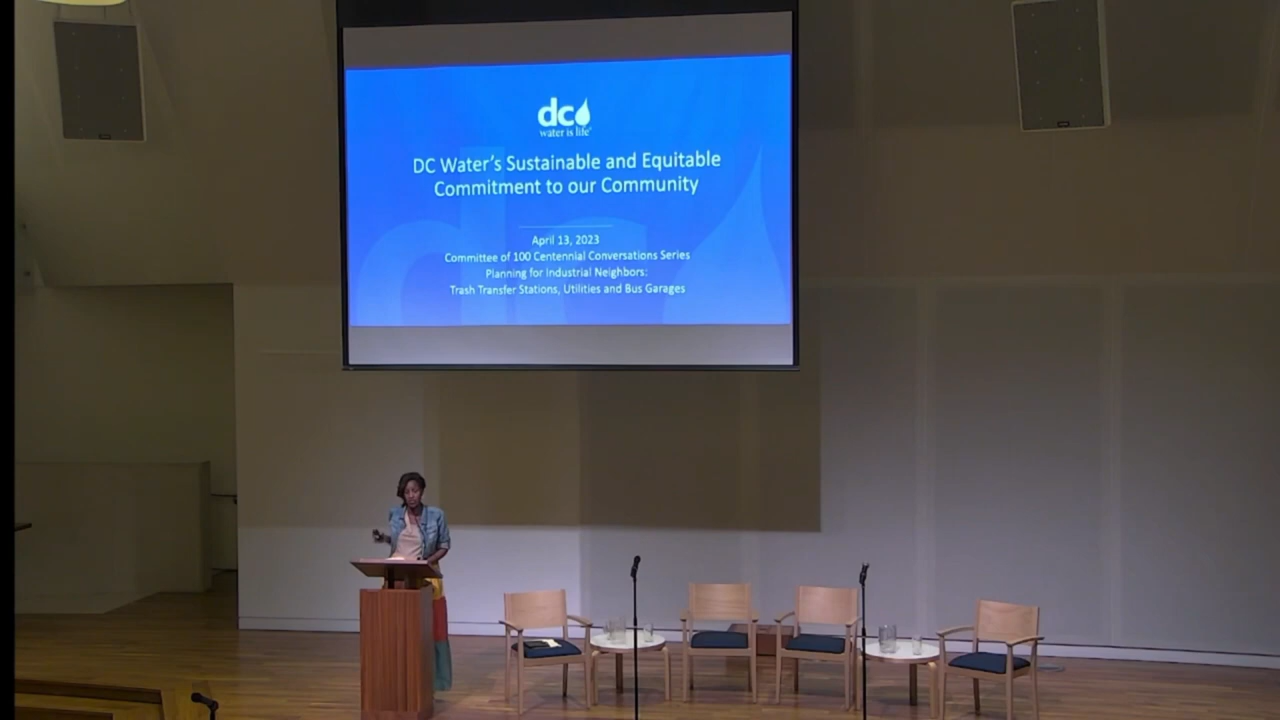 dc
water is life
DC Water's Sustainable and Equitable
Commitment to our Community
April 13, 2023
Committee of 100 Centennial Conversations Series
Planning for Industrial Neighbors:
Trash Transfer Stations, Utilities and Bus Garages